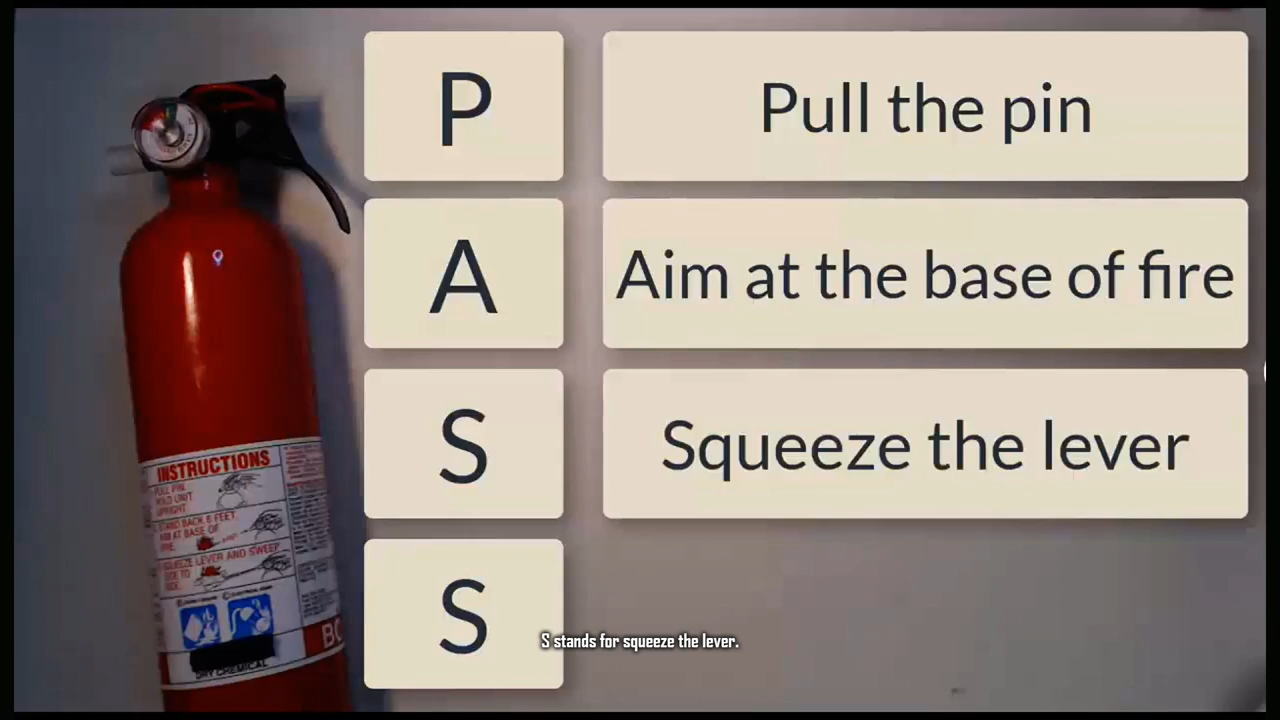 P
Pull the pin
A
Aim at the base of fire
S
Squeeze the lever
S
S stands for squeeze the lever.
INSTRUCTIONS
PULL PIN
HOLD UNIT
UPRIGHT
STAND BACK 6 FEET
AIM AT BASE OF
FIRE
SQUEEZE LEVER AND SWEEP
SIDE TO
SIDE
DRY CHEMICAL
BC